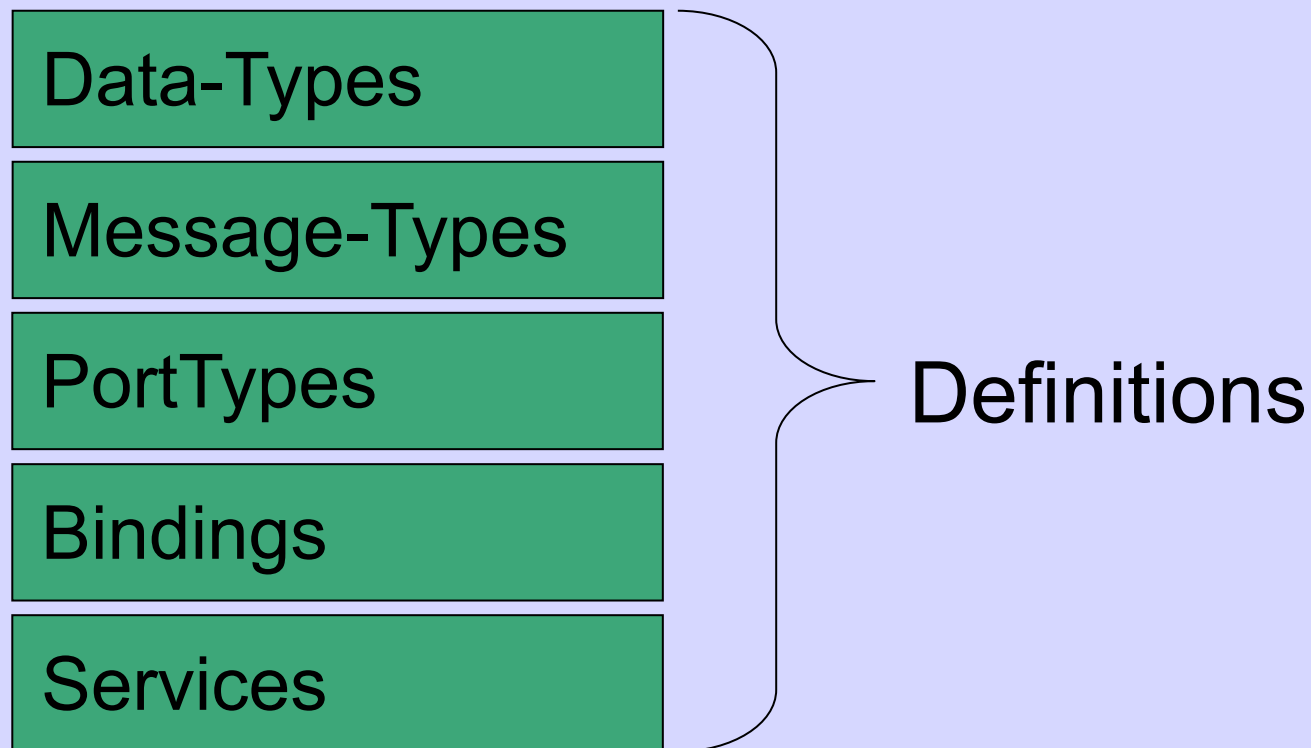 Data-Types
Message-Types
PortTypes
Definitions
Bindings
Services